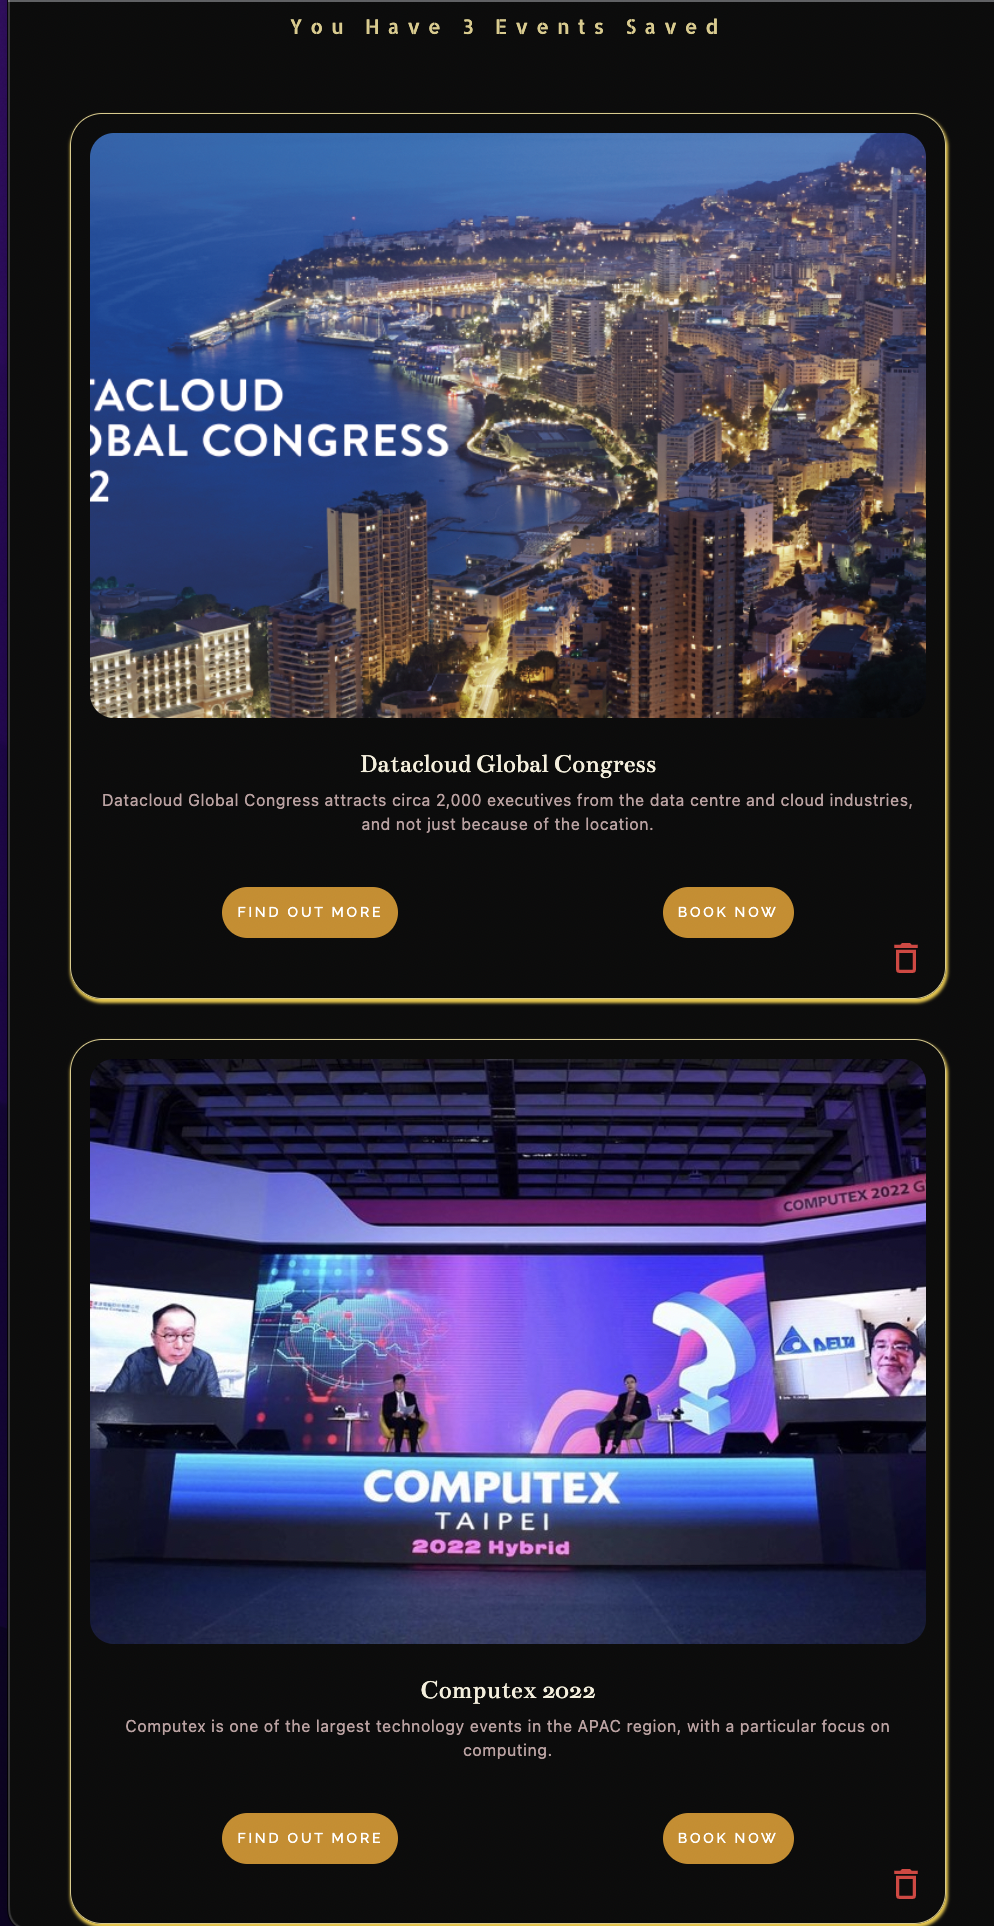 You Have 3 Events Saved
TACLOUD
OBAL CONGRESS
2
Datacloud Global Congress
Datacloud Global Congress attracts circa 2,000 executives from the data centre and cloud industries,
and not just because of the location.
FIND OUT MORE
BOOK NOW
COMPUTEX 2022 G
DELTA
COMPUTEX
TAIPEI
2022 Hybrid
Computex 2022
Computex is one of the largest technology events in the APAC region, with a particular focus on
computing.
FIND OUT MORE
BOOK NOW